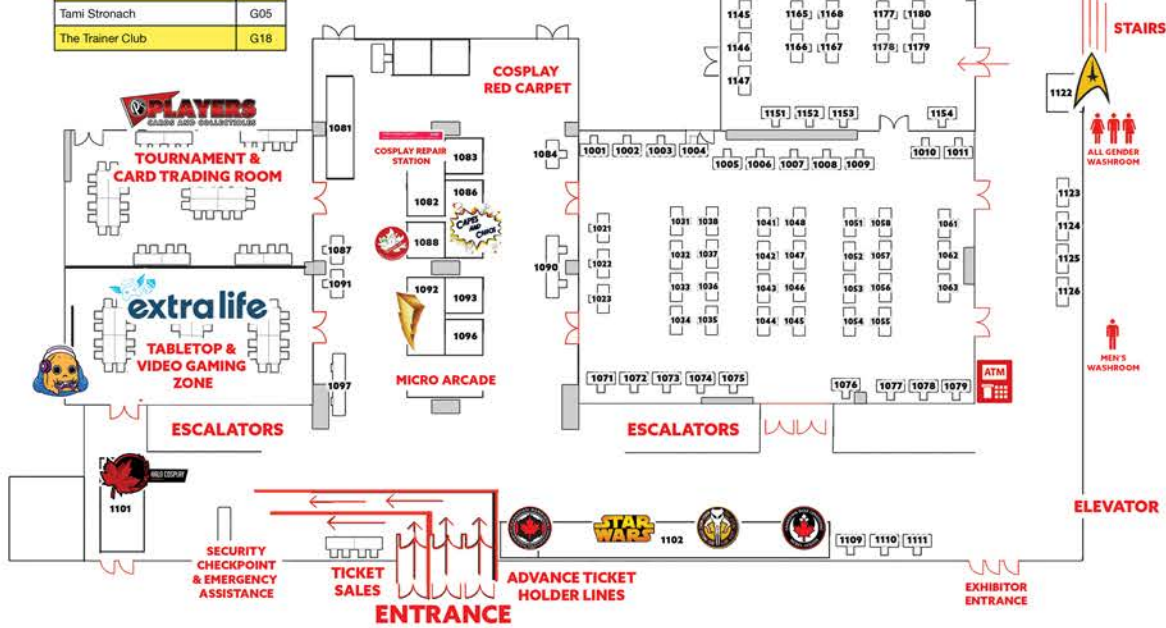 Tami Stronach G05
The Trainer Club G18
1145 1165 1168 1177 1180
1146 1166 1167 1178 1179
1147
STAIRS
1122
COSPLAY
RED CARPET
PLAYERS
CARDS AND COLLECTIBLES
1151 1152 1153 1154
ALL GENDER
WASHROOM
TOURNAMENT &
CARD TRADING ROOM
1081
COSPLAY REPAIR
STATION
1083
1084
1001 1002 1003 1004
1005 1006 1007 1008 1009
1010 1011
1082
1086
CAPES
AND
CHAOS
1088
1087
1091
1090
1092
1093
1096
1097
MICRO ARCADE
extra life
TABLETOP &
VIDEO GAMING
ZONE
1021
1022
1023
1031 1038 1041 1048 1051 1058 1061
1032 1037 1042 1047 1052 1057 1062
1033 1036 1043 1046 1053 1056 1063
1034 1035 1044 1045 1054 1055
1123
1124
1125
1126
MEN'S
WASHROOM
1071 1072 1073 1074 1075
1076 1077 1078 1079
ATM
ESCALATORS
ESCALATORS
1101
STAR
WARS
1102
1109 1110 1111
ELEVATOR
SECURITY
CHECKPOINT
& EMERGENCY
ASSISTANCE
TICKET
SALES
ADVANCE TICKET
HOLDER LINES
ENTRANCE
EXHIBITOR
ENTRANCE